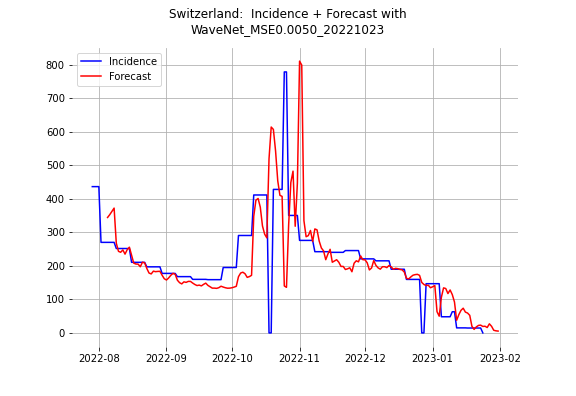 Switzerland:  Incidence + Forecast with
WaveNet_MSE0.0050_20221023
Incidence
Forecast
800
700
600
500
400
300
200
100
0
2022-08 2022-09 2022-10 2022-11 2022-12 2023-01 2023-02